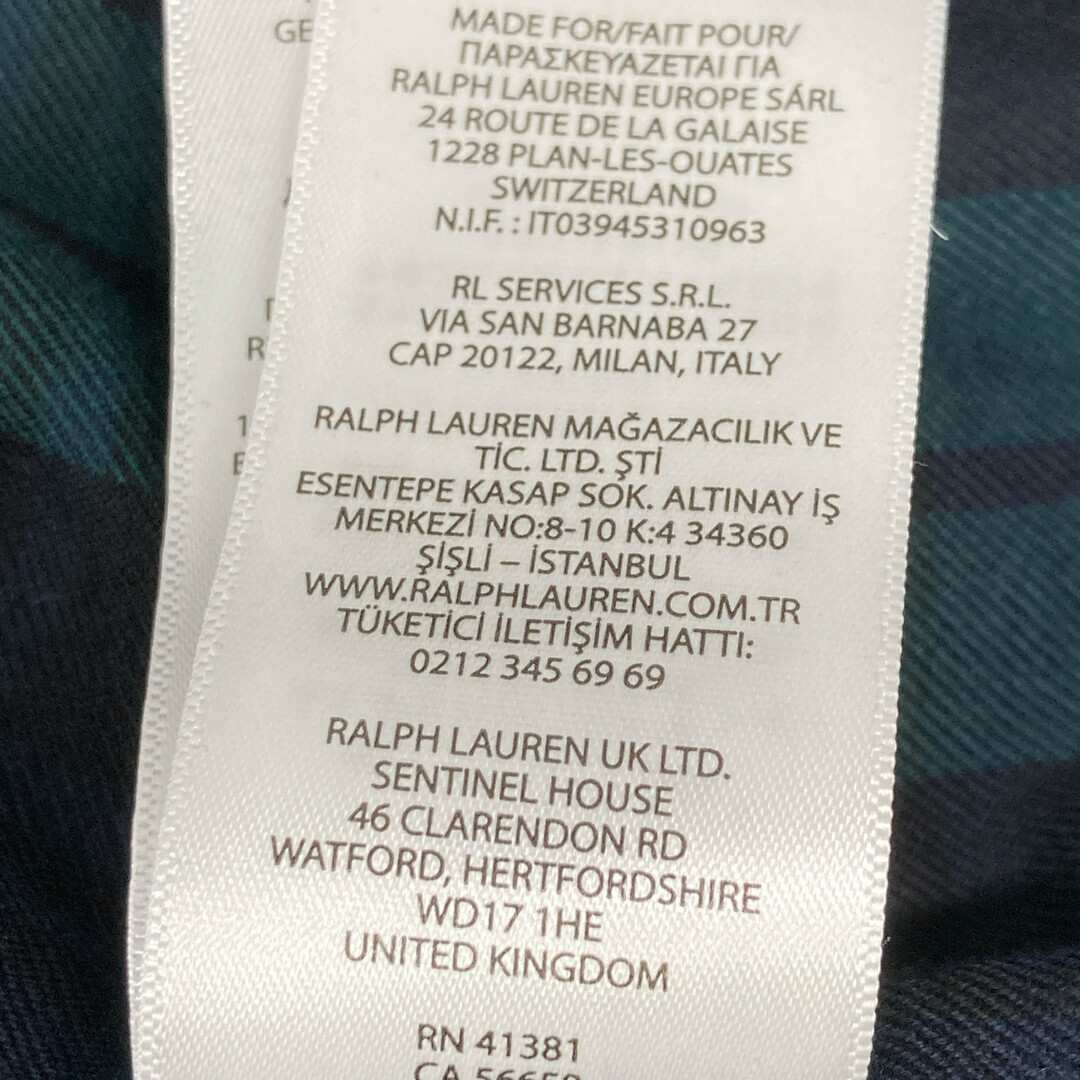 MADE FOR/FAIT POUR/
ΠΑΡΑΣΚΕΥΑΖΕΤΑΙ ΓΙΑ
RALPH LAUREN EUROPE SÁRL
24 ROUTE DE LA GALAISE
1228 PLAN-LES-OUATES
SWITZERLAND
N.I.F. : IT03945310963
RL SERVICES S.R.L.
VIA SAN BARNABA 27
CAP 20122, MILAN, ITALY
RALPH LAUREN MAĞAZACILIK VE
TİC. LTD. ŞTİ
ESENTEPE KASAP SOK. ALTINAY İŞ
MERKEZİ NO:8-10 K:4 34360
ŞİŞLİ – İSTANBUL
WWW.RALPHLAUREN.COM.TR
TÜKETİCİ İLETİŞİM HATTI:
0212 345 69 69
RALPH LAUREN UK LTD.
SENTINEL HOUSE
46 CLARENDON RD
WATFORD, HERTFORDSHIRE
WD17 1HE
UNITED KINGDOM
RN 41381
CA